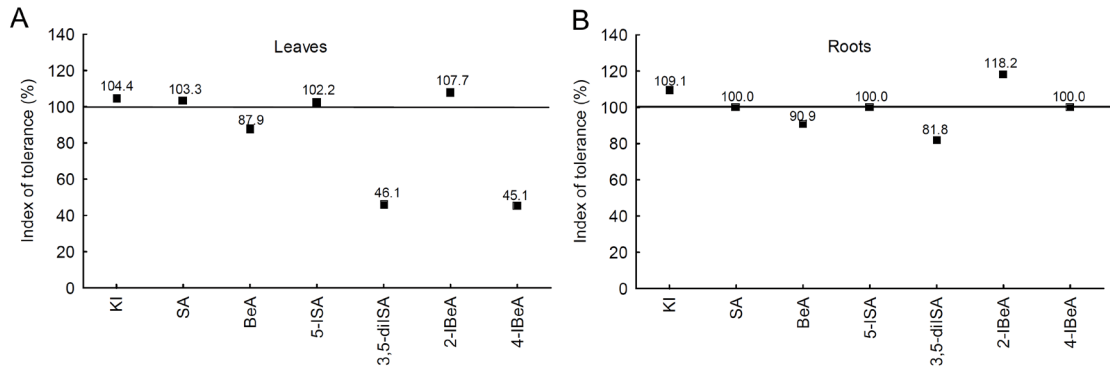 A
B
Leaves
Roots
Index of tolerance (%)
140
120
100
80
60
40
20
0
104.4
103.3
87.9
102.2
46.1
107.7
45.1
KI
SA
BeA
5-ISA
3,5-diISA
2-IBeA
4-IBeA
Index of tolerance (%)
140
120
100
80
60
40
20
0
109.1
100.0
90.9
100.0
81.8
118.2
100.0
KI
SA
BeA
5-ISA
3,5-diISA
2-IBeA
4-IBeA